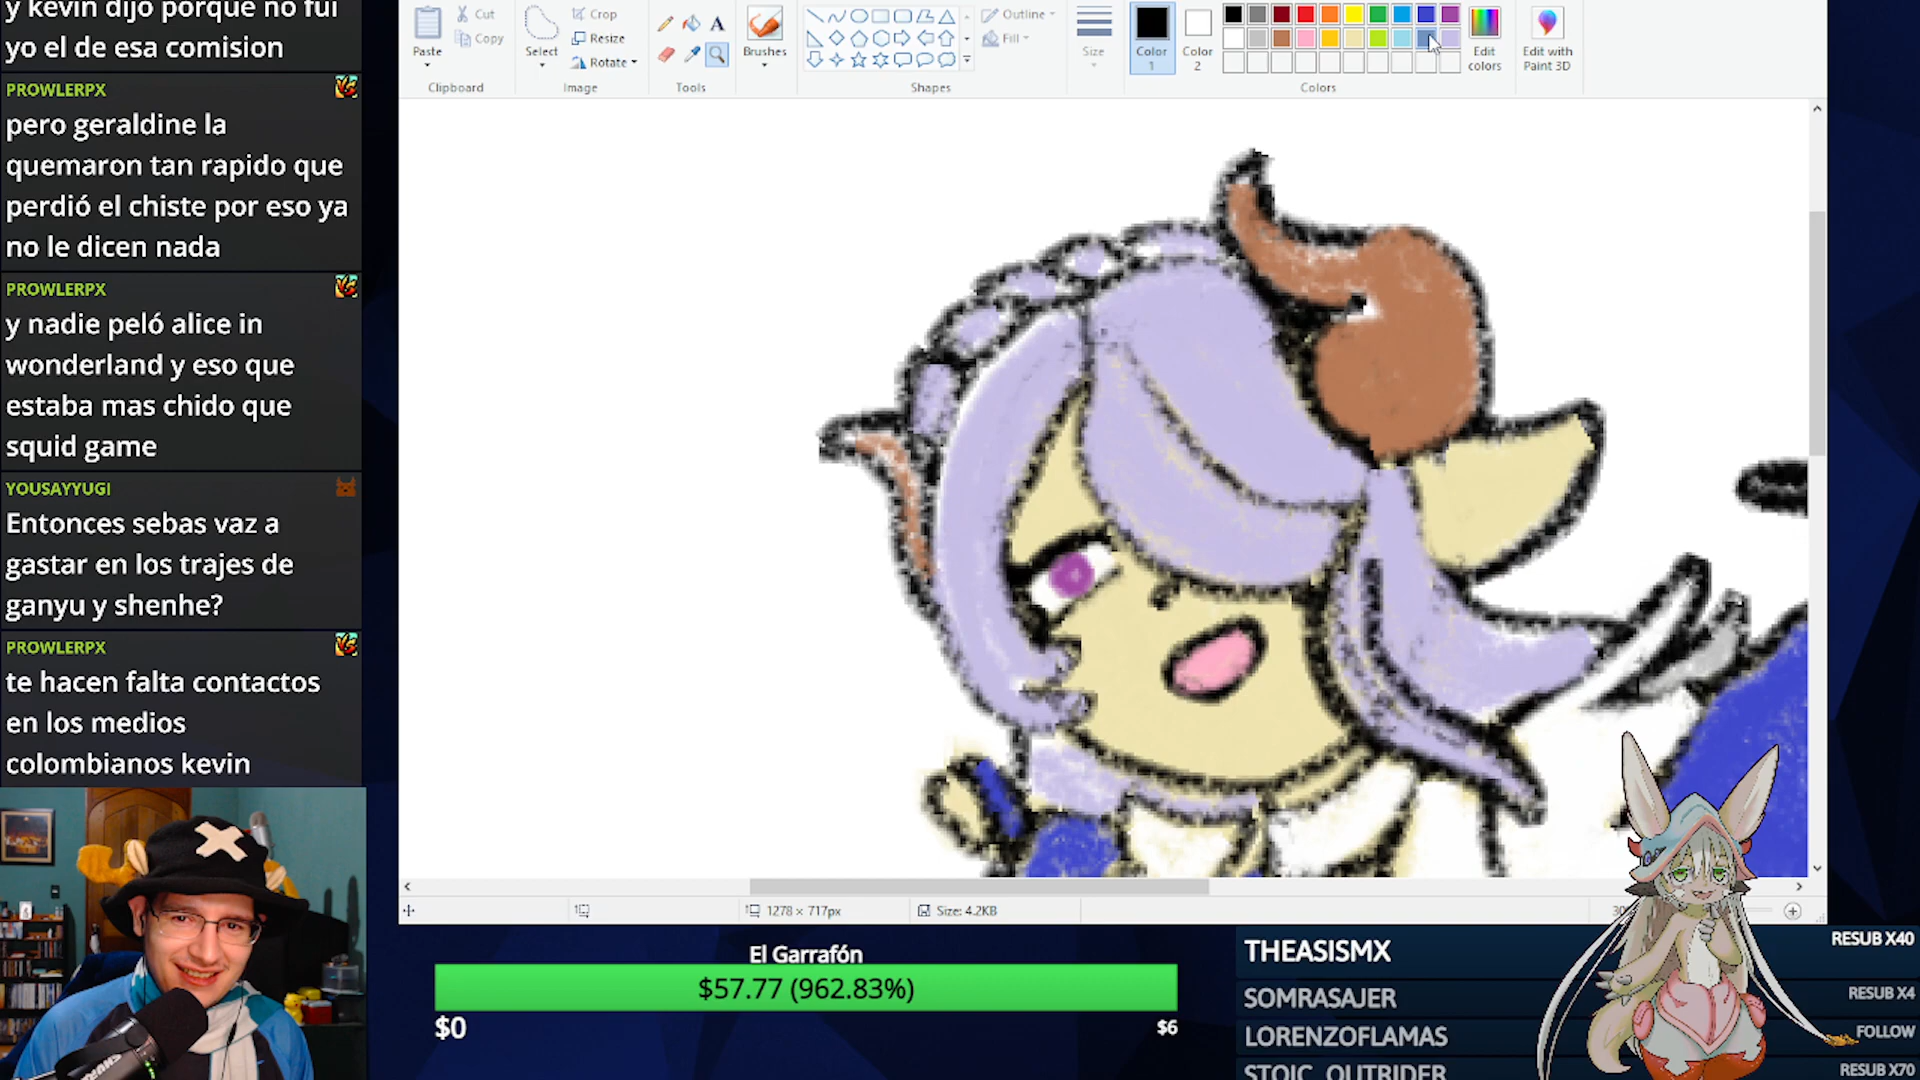 y kevin dijo porque no fui
yo el de esa comision
PROWLERPX
pero geraldine la
quemaron tan rapido que
perdió el chiste por eso ya
no le dicen nada
PROWLERPX
y nadie peló alice in
wonderland y eso que
estaba mas chido que
squid game
YOUSAYYUGI
Entonces sebas vaz a
gastar en los trajes de
ganyu y shenhe?
PROWLERPX
te hacen falta contactos
en los medios
colombianos kevin
Paste
Cut
Copy
Clipboard
Select
Crop
Resize
Rotate
Image
A
Tools
Brushes
Outline
Fill
Shapes
Size
Color
1
Color
2
Edit
colors
Colors
Edit with
Paint 3D
1278 × 717px
Size: 4.2KB
El Garrafón
$57.77 (962.83%)
$0
$6
THEASISMX
RESUB X40
SOMRASAJER
RESUB X4
LORENZOFLAMAS
FOLLOW
STOIC_OUTRIDER
RESUB X70